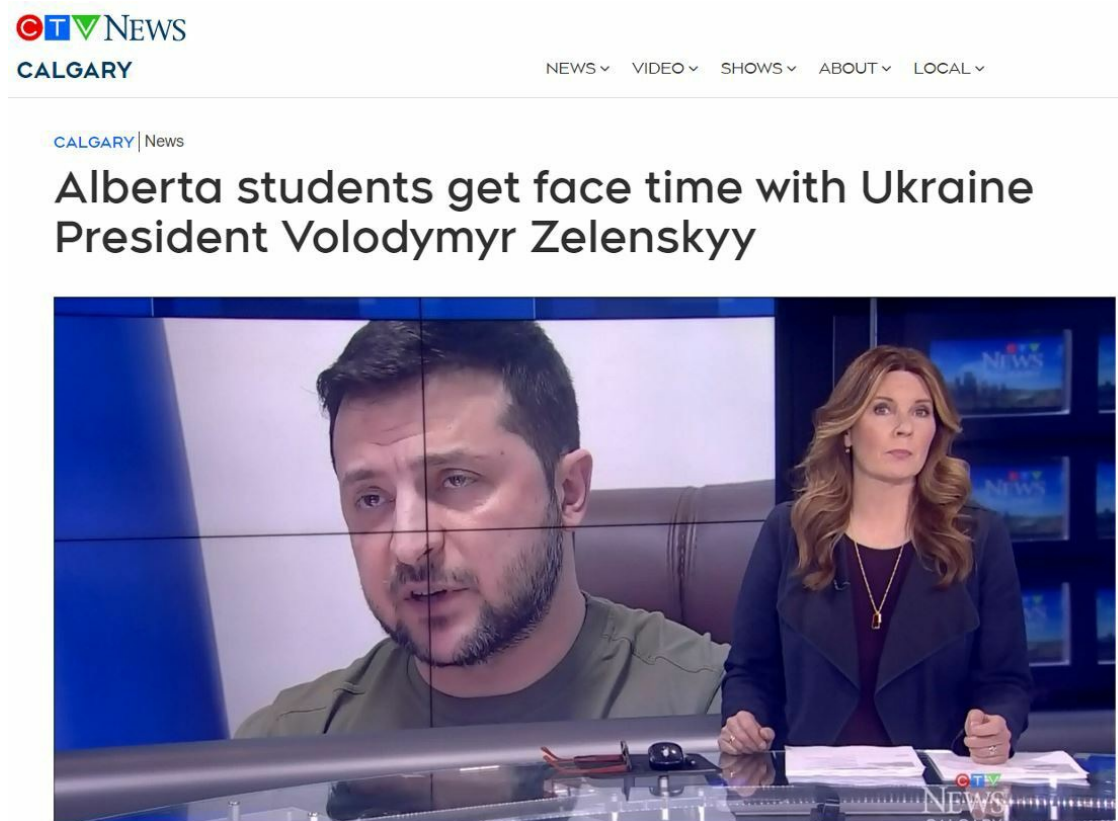 CTV NEWS
CALGARY
NEWS VIDEO SHOWS ABOUT LOCAL
CALGARY | News
Alberta students get face time with Ukraine
President Volodymyr Zelenskyy
NEWS
NEWS
CTV
NEWS